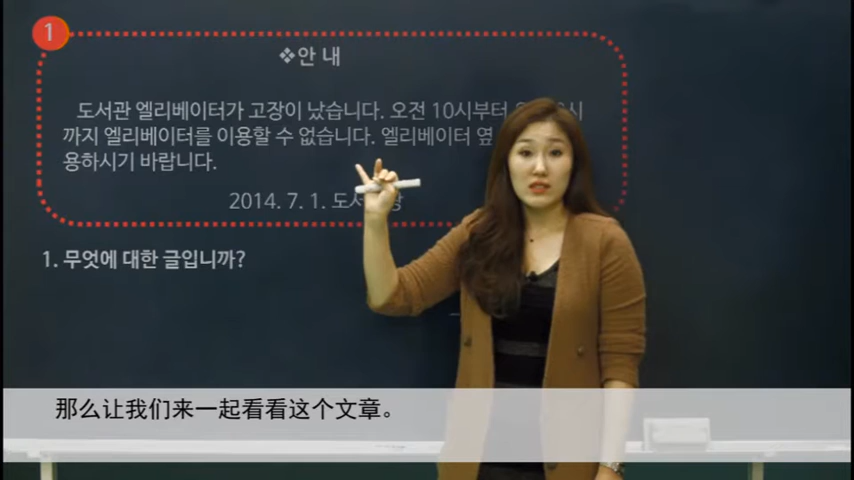 1
❖안 내
도서관 엘리베이터가 고장이 났습니다. 오전 10시부터
까지 엘리베이터를 이용할 수 없습니다. 엘리베이터 옆
용하시기 바랍니다.
2014. 7. 1.
1. 무엇에 대한 글입니까?
那么让我们来一起看看这个文章。